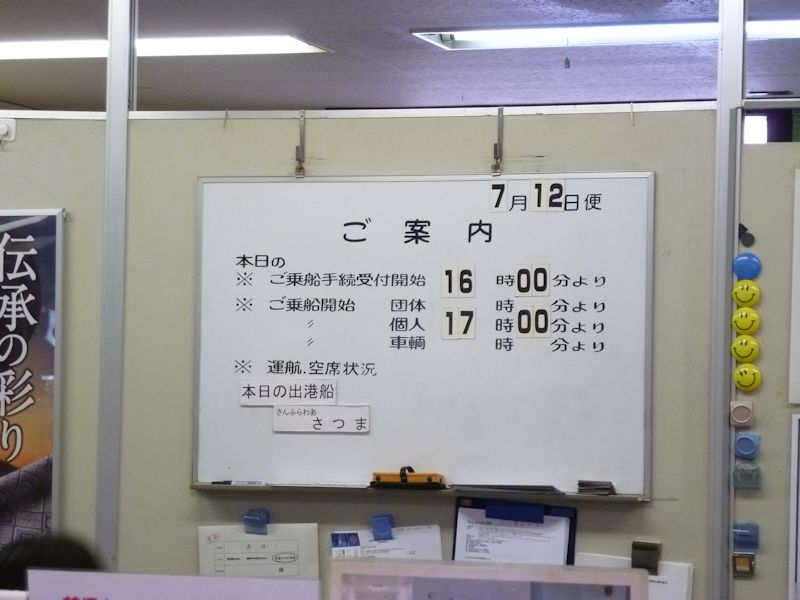 7月12日便
ご案内
本日の
※ ご乗船手続受付開始 16時00分より
※ ご乗船開始 団体 時 分より
〃 個人 17時00分より
〃 車輌 時 分より
※ 運航、空席状況
本日の出港船
さんふらわあ
さつま
伝承の彩り